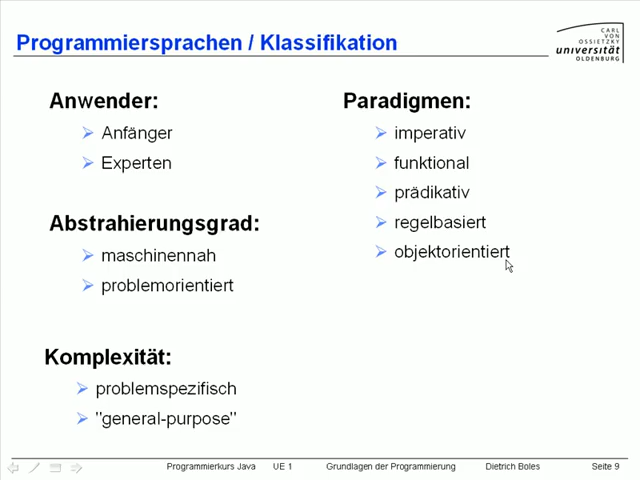 Programmiersprachen / Klassifikation
CARL
VON
OSSIETZKY
universität
OLDENBURG
Anwender:
Anfänger
Experten
Abstrahierungsgrad:
maschinennah
problemorientiert
Komplexität:
problemspezifisch
"general-purpose"
Paradigmen:
imperativ
funktional
prädikativ
regelbasiert
objektorientiert
Programmierkurs Java UE 1 Grundlagen der Programmierung Dietrich Boles Seite 9